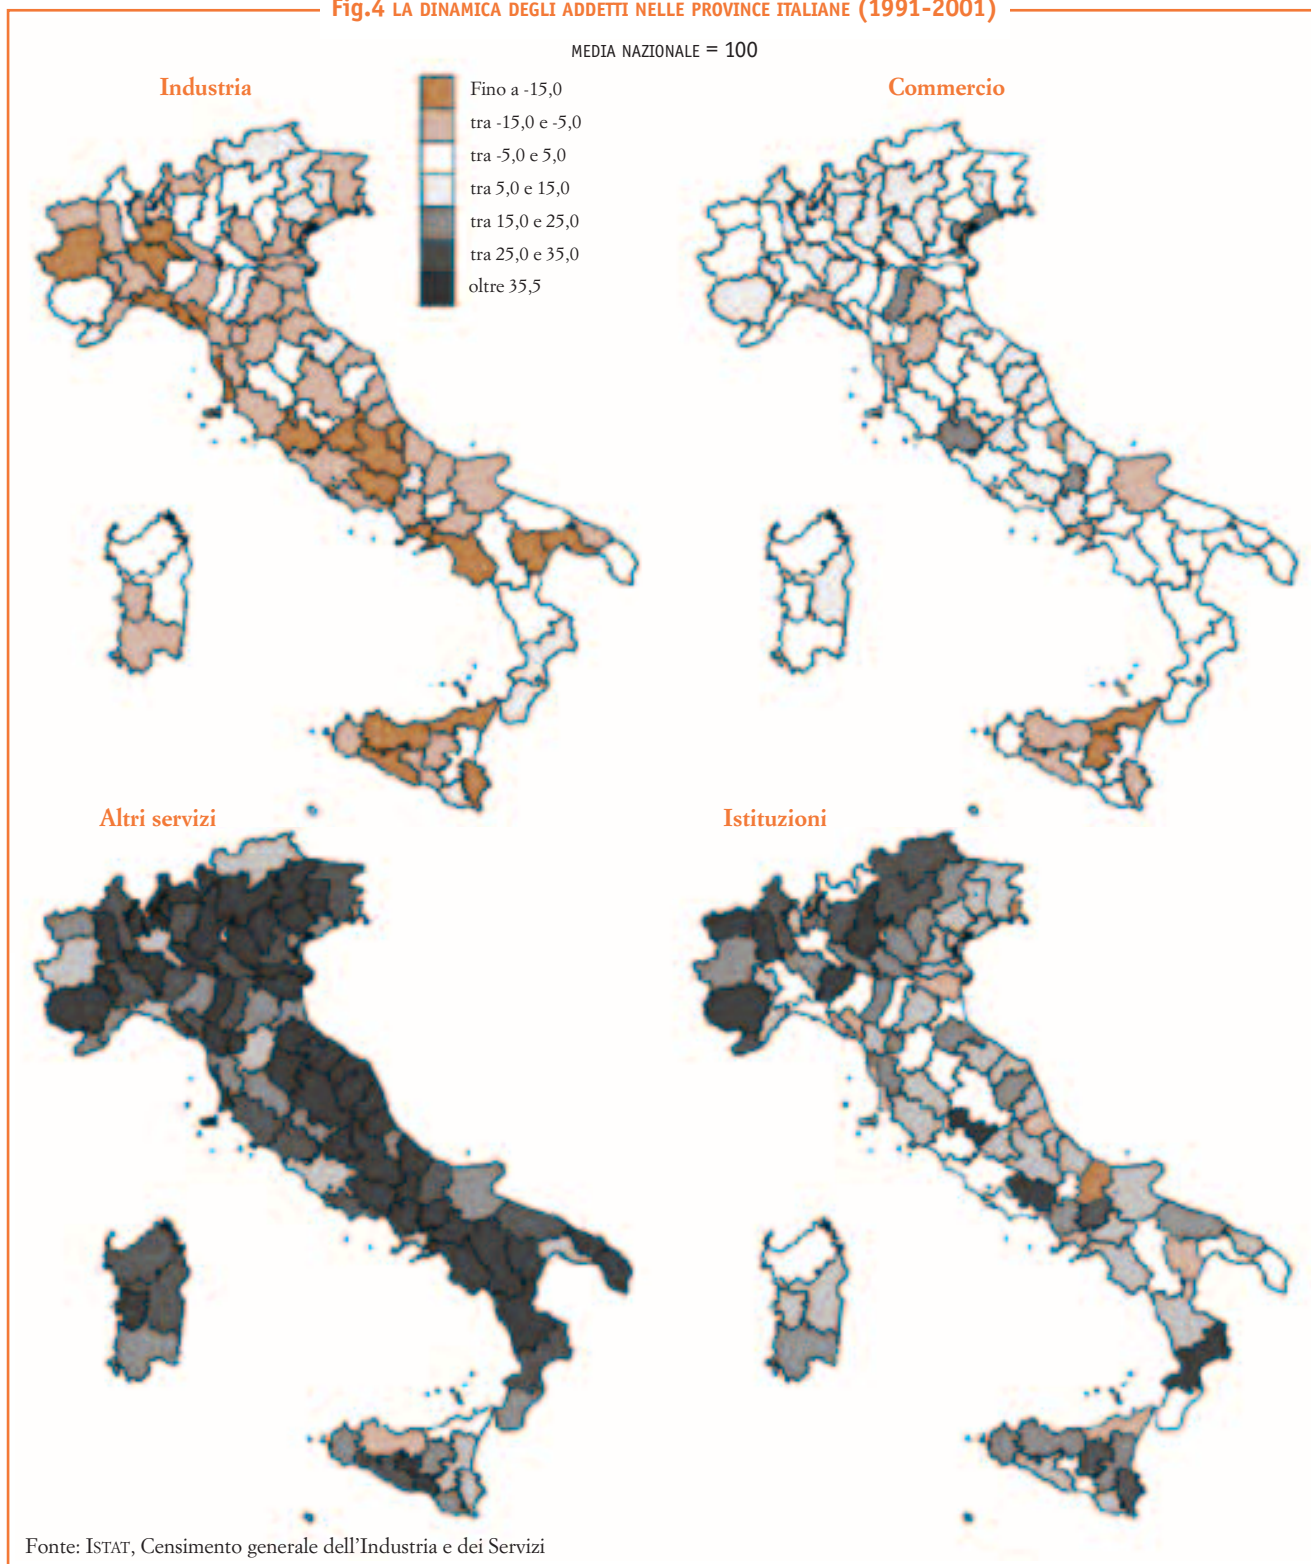 Fig.4 LA DINAMICA DEGLI ADDETTI NELLE PROVINCE ITALIANE (1991-2001)
MEDIA NAZIONALE = 100
Industria
Commercio
Fino a -15,0
tra -15,0 e -5,0
tra -5,0 e 5,0
tra 5,0 e 15,0
tra 15,0 e 25,0
tra 25,0 e 35,0
oltre 35,5
Altri servizi
Istituzioni
Fonte: ISTAT, Censimento generale dell'Industria e dei Servizi